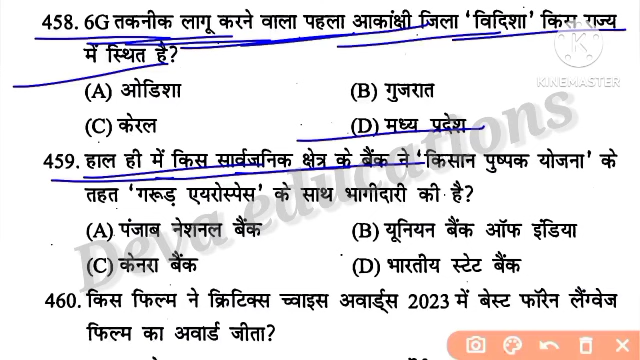 458. 6G तकनीक लागू करने वाला पहला आकांक्षी जिला ‘विदिशा’ किस राज्य
में स्थित है?
(A) ओडिशा (B) गुजरात
(C) केरल (D) मध्य प्रदेश
459. हाल ही में किस सार्वजनिक क्षेत्र के बैंक ने ‘किसान पुष्पक योजना’ के
तहत ‘गरूड़ एयरोस्पेस’ के साथ भागीदारी की है?
(A) पंजाब नेशनल बैंक (B) यूनियन बैंक ऑफ इंडिया
(C) केनरा बैंक (D) भारतीय स्टेट बैंक
460. किस फिल्म ने क्रिटिक्स च्वाइस अवार्ड्स 2023 में बेस्ट फॉरेन लैंग्वेज
फिल्म का अवार्ड जीता?
Deva educations
KINEMASTER